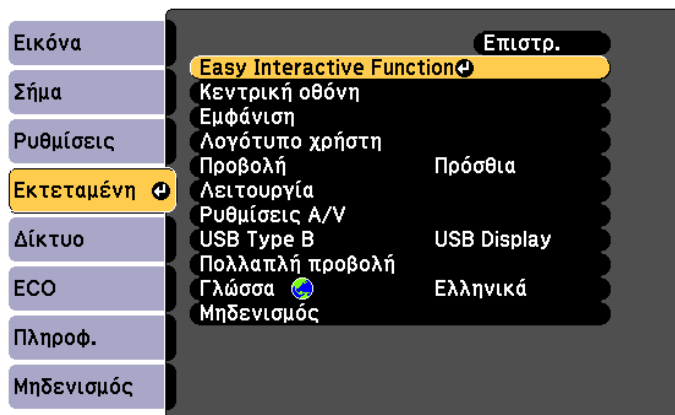 Εικόνα
Σήμα
Ρυθμίσεις
Εκτεταμένη
Δίκτυο
ECO
Πληροφ.
Μηδενισμός
Επιστρ.
Easy Interactive Function
Κεντρική οθόνη
Εμφάνιση
Λογότυπο χρήστη
Προβολή Πρόσθια
Λειτουργία
Ρυθμίσεις A/V
USB Type B USB Display
Πολλαπλή προβολή
Γλώσσα Ελληνικά
Μηδενισμός